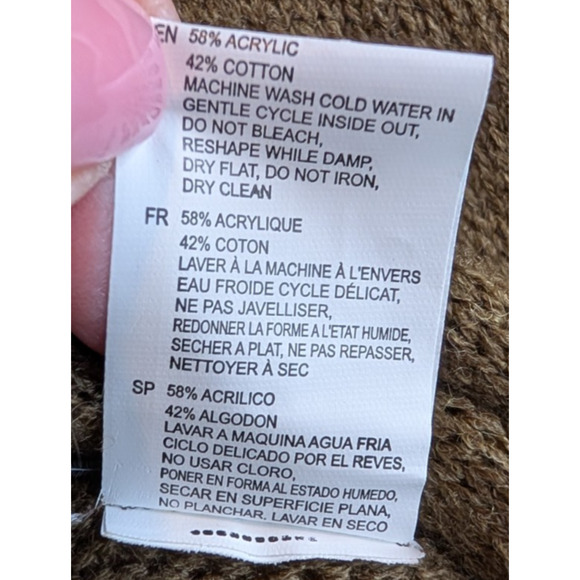 EN 58% ACRYLIC
42% COTTON
MACHINE WASH COLD WATER IN
GENTLE CYCLE INSIDE OUT,
DO NOT BLEACH,
RESHAPE WHILE DAMP,
DRY FLAT, DO NOT IRON,
DRY CLEAN
FR 58% ACRYLIQUE
42% COTON
LAVER À LA MACHINE À L'ENVERS
EAU FROIDE CYCLE DÉLICAT,
NE PAS JAVELLISER,
REDONNER LA FORME A L'ETAT HUMIDE,
SECHER A PLAT, NE PAS REPASSER,
NETTOYER À SEC
SP 58% ACRILICO
42% ALGODON
LAVAR A MAQUINA AGUA FRIA
CICLO DELICADO POR EL REVES,
NO USAR CLORO,
PONER EN FORMA AL ESTADO HUMEDO,
SECAR EN SUPERFICIE PLANA,
NO PLANCHAR, LAVAR EN SECO